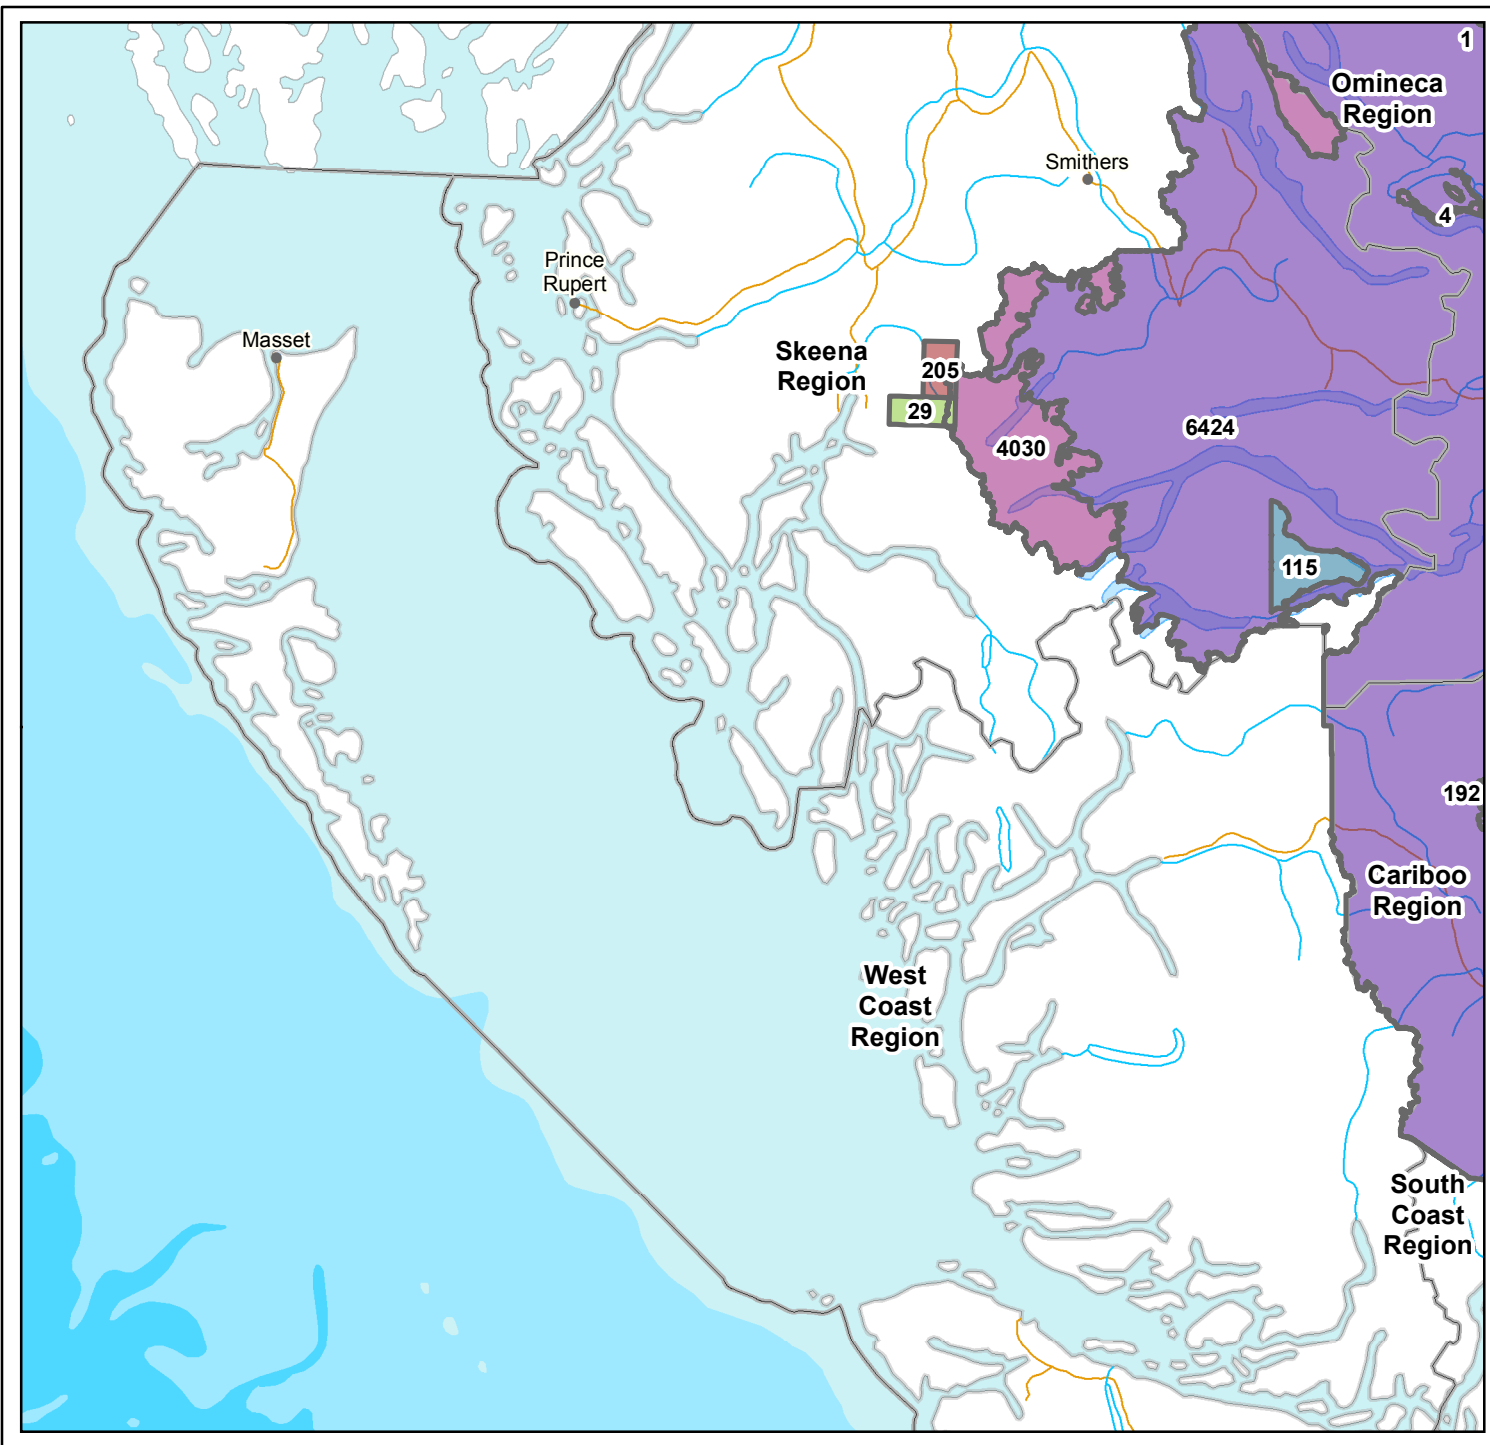 1
Omineca
Region
Smithers
4
Prince
Rupert
Masset
Skeena
Region
205
29
4030
6424
115
192
Cariboo
Region
West
Coast
Region
South
Coast
Region